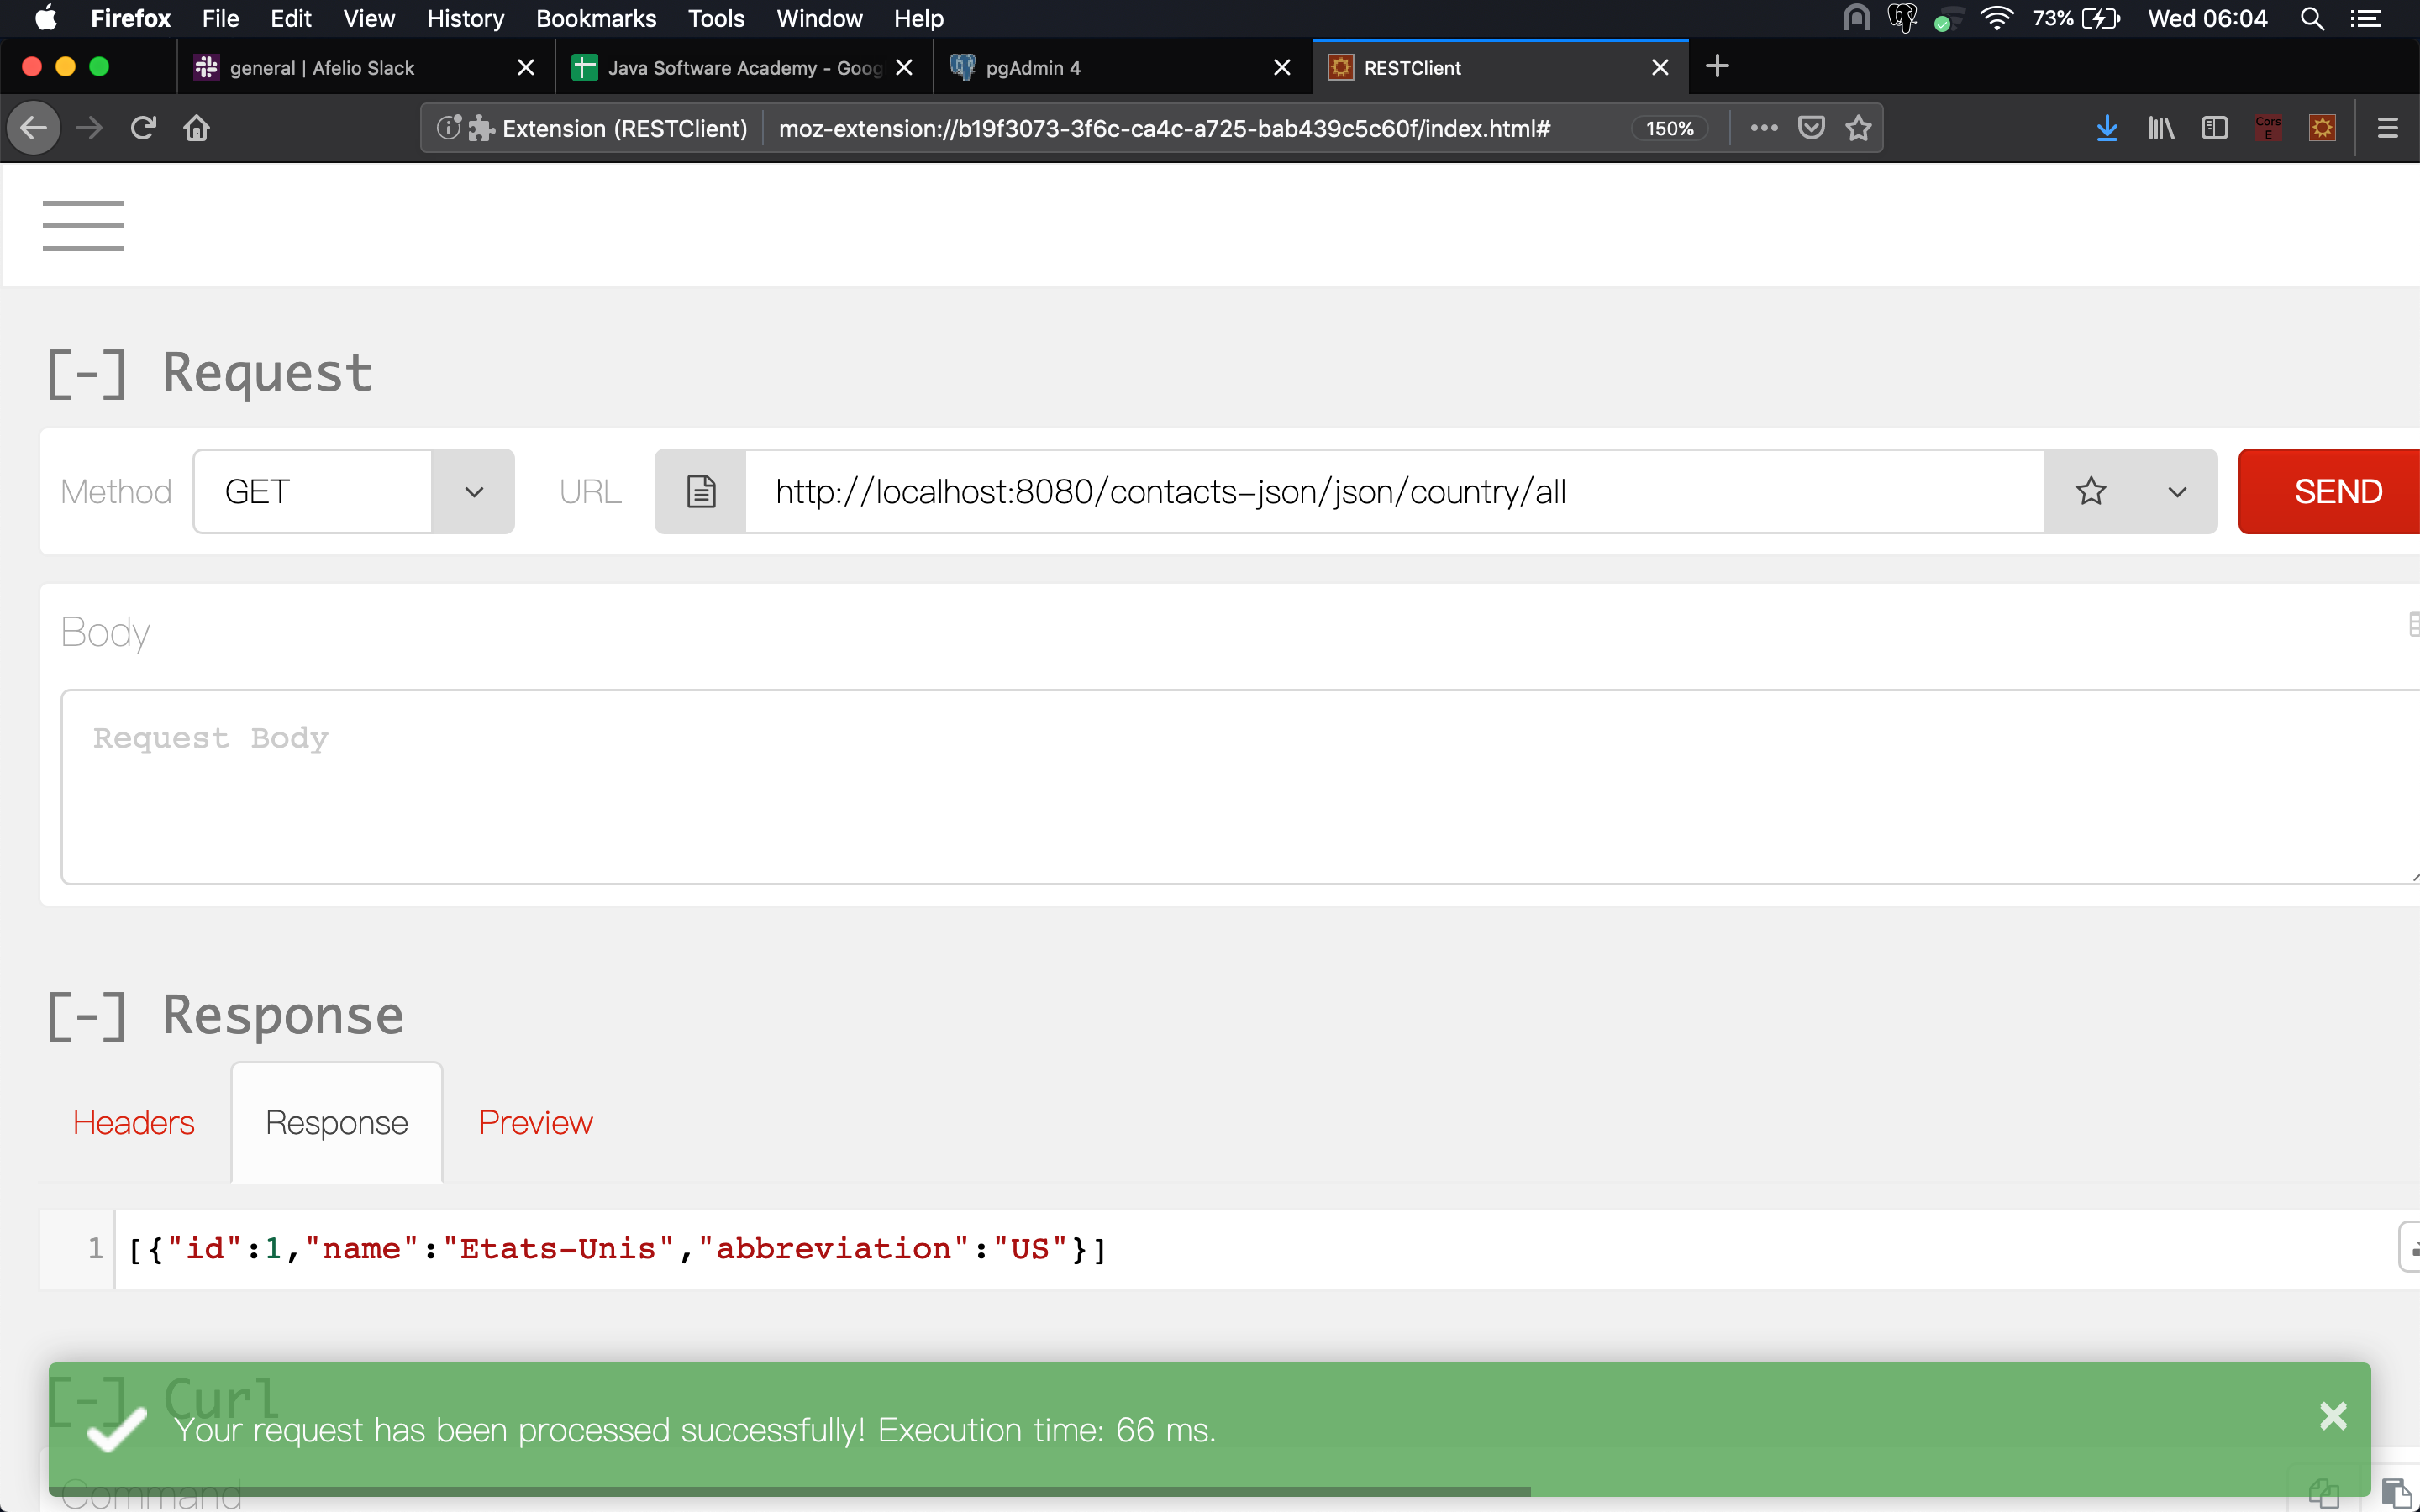 Firefox File Edit View History Bookmarks Tools Window Help 73% Wed 06:04
general | Afelio Slack Java Software Academy - Goog pgAdmin 4 RESTClient
Extension (RESTClient) moz-extension://b19f3073-3f6c-ca4c-a725-bab439c5c60f/index.html# 150% Cors E
[-] Request
Method GET URL http://localhost:8080/contacts-json/json/country/all SEND
Body
Request Body
[-] Response
Headers Response Preview
1 [{"id":1,"name":"Etats-Unis","abbreviation":"US"}]
[-] Curl
Your request has been processed successfully! Execution time: 66 ms.
Command